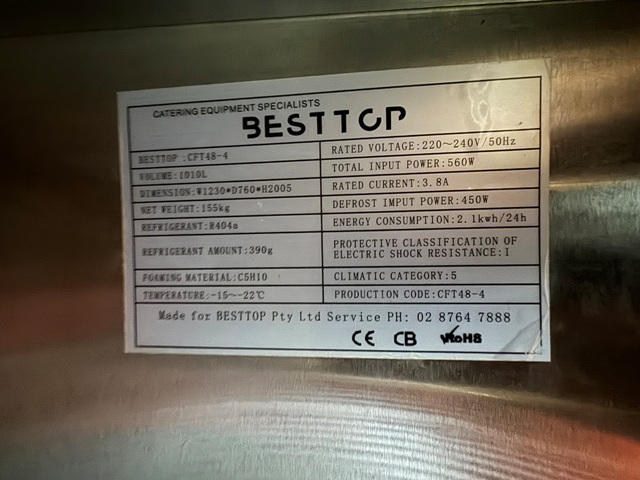 CATERING EQUIPMENT SPECIALISTS
BESTTOP
BESTTOP :CFT48-4
VOLUME:1010L
DIMENSION:W1230*D760*H2005
NET WEIGHT:155kg
REFRIGERANT:R404a
REFRIGERANT AMOUNT:390g
FOAMING MATERIAL:C5H10
TEMPERATURE:-15~-22℃
RATED VOLTAGE:220~240V/50Hz
TOTAL INPUT POWER:560W
RATED CURRENT:3.8A
DEFROST IMPUT POWER:450W
ENERGY CONSUMPTION:2.1kwh/24h
PROTECTIVE CLASSIFICATION OF
ELECTRIC SHOCK RESISTANCE:I
CLIMATIC CATEGORY:5
PRODUCTION CODE:CFT48-4
Made for BESTTOP Pty Ltd Service PH: 02 8764 7888
CE CB RoHS